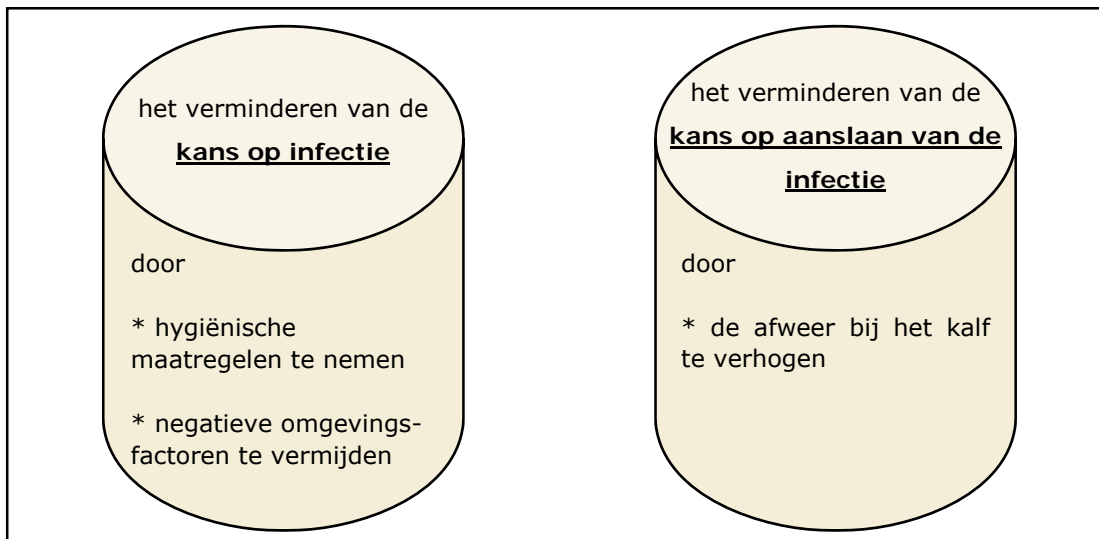 het verminderen van de
kans op infectie
door
* hygiënische
maatregelen te nemen
* negatieve omgevings-
factoren te vermijden
het verminderen van de
kans op aanslaan van de
infectie
door
* de afweer bij het kalf
te verhogen